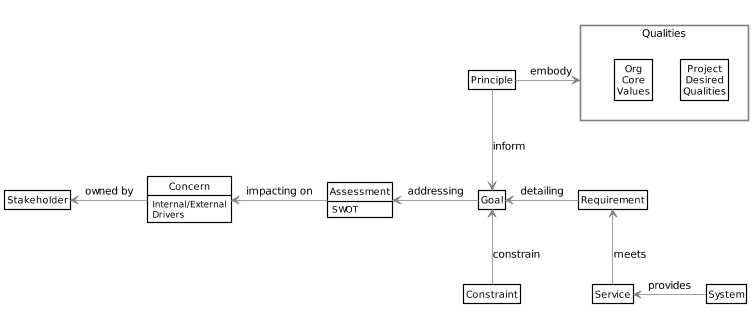 Qualities
Org
Core
Values
Project
Desired
Qualities
Principle
embody
inform
Stakeholder
owned by
Concern
Internal/External
Drivers
impacting on
Assessment
SWOT
addressing
Goal
detailing
Requirement
constrain
meets
Constraint
Service
provides
System